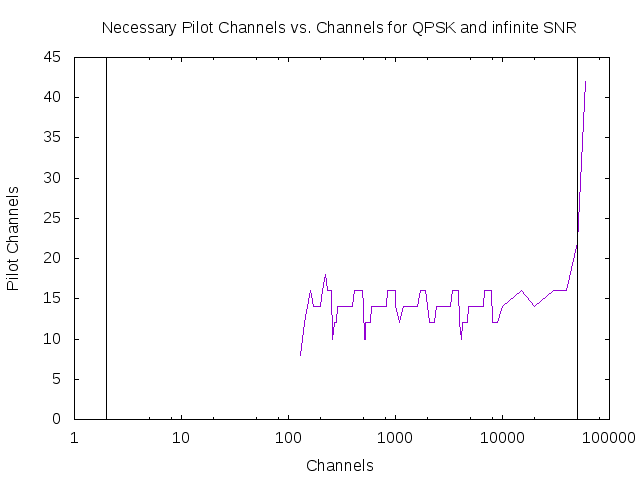 Necessary Pilot Channels vs. Channels for QPSK and infinite SNR
45
40
35
30
25
20
15
10
5
0
Pilot Channels
1 10 100 1000 10000 100000
Channels